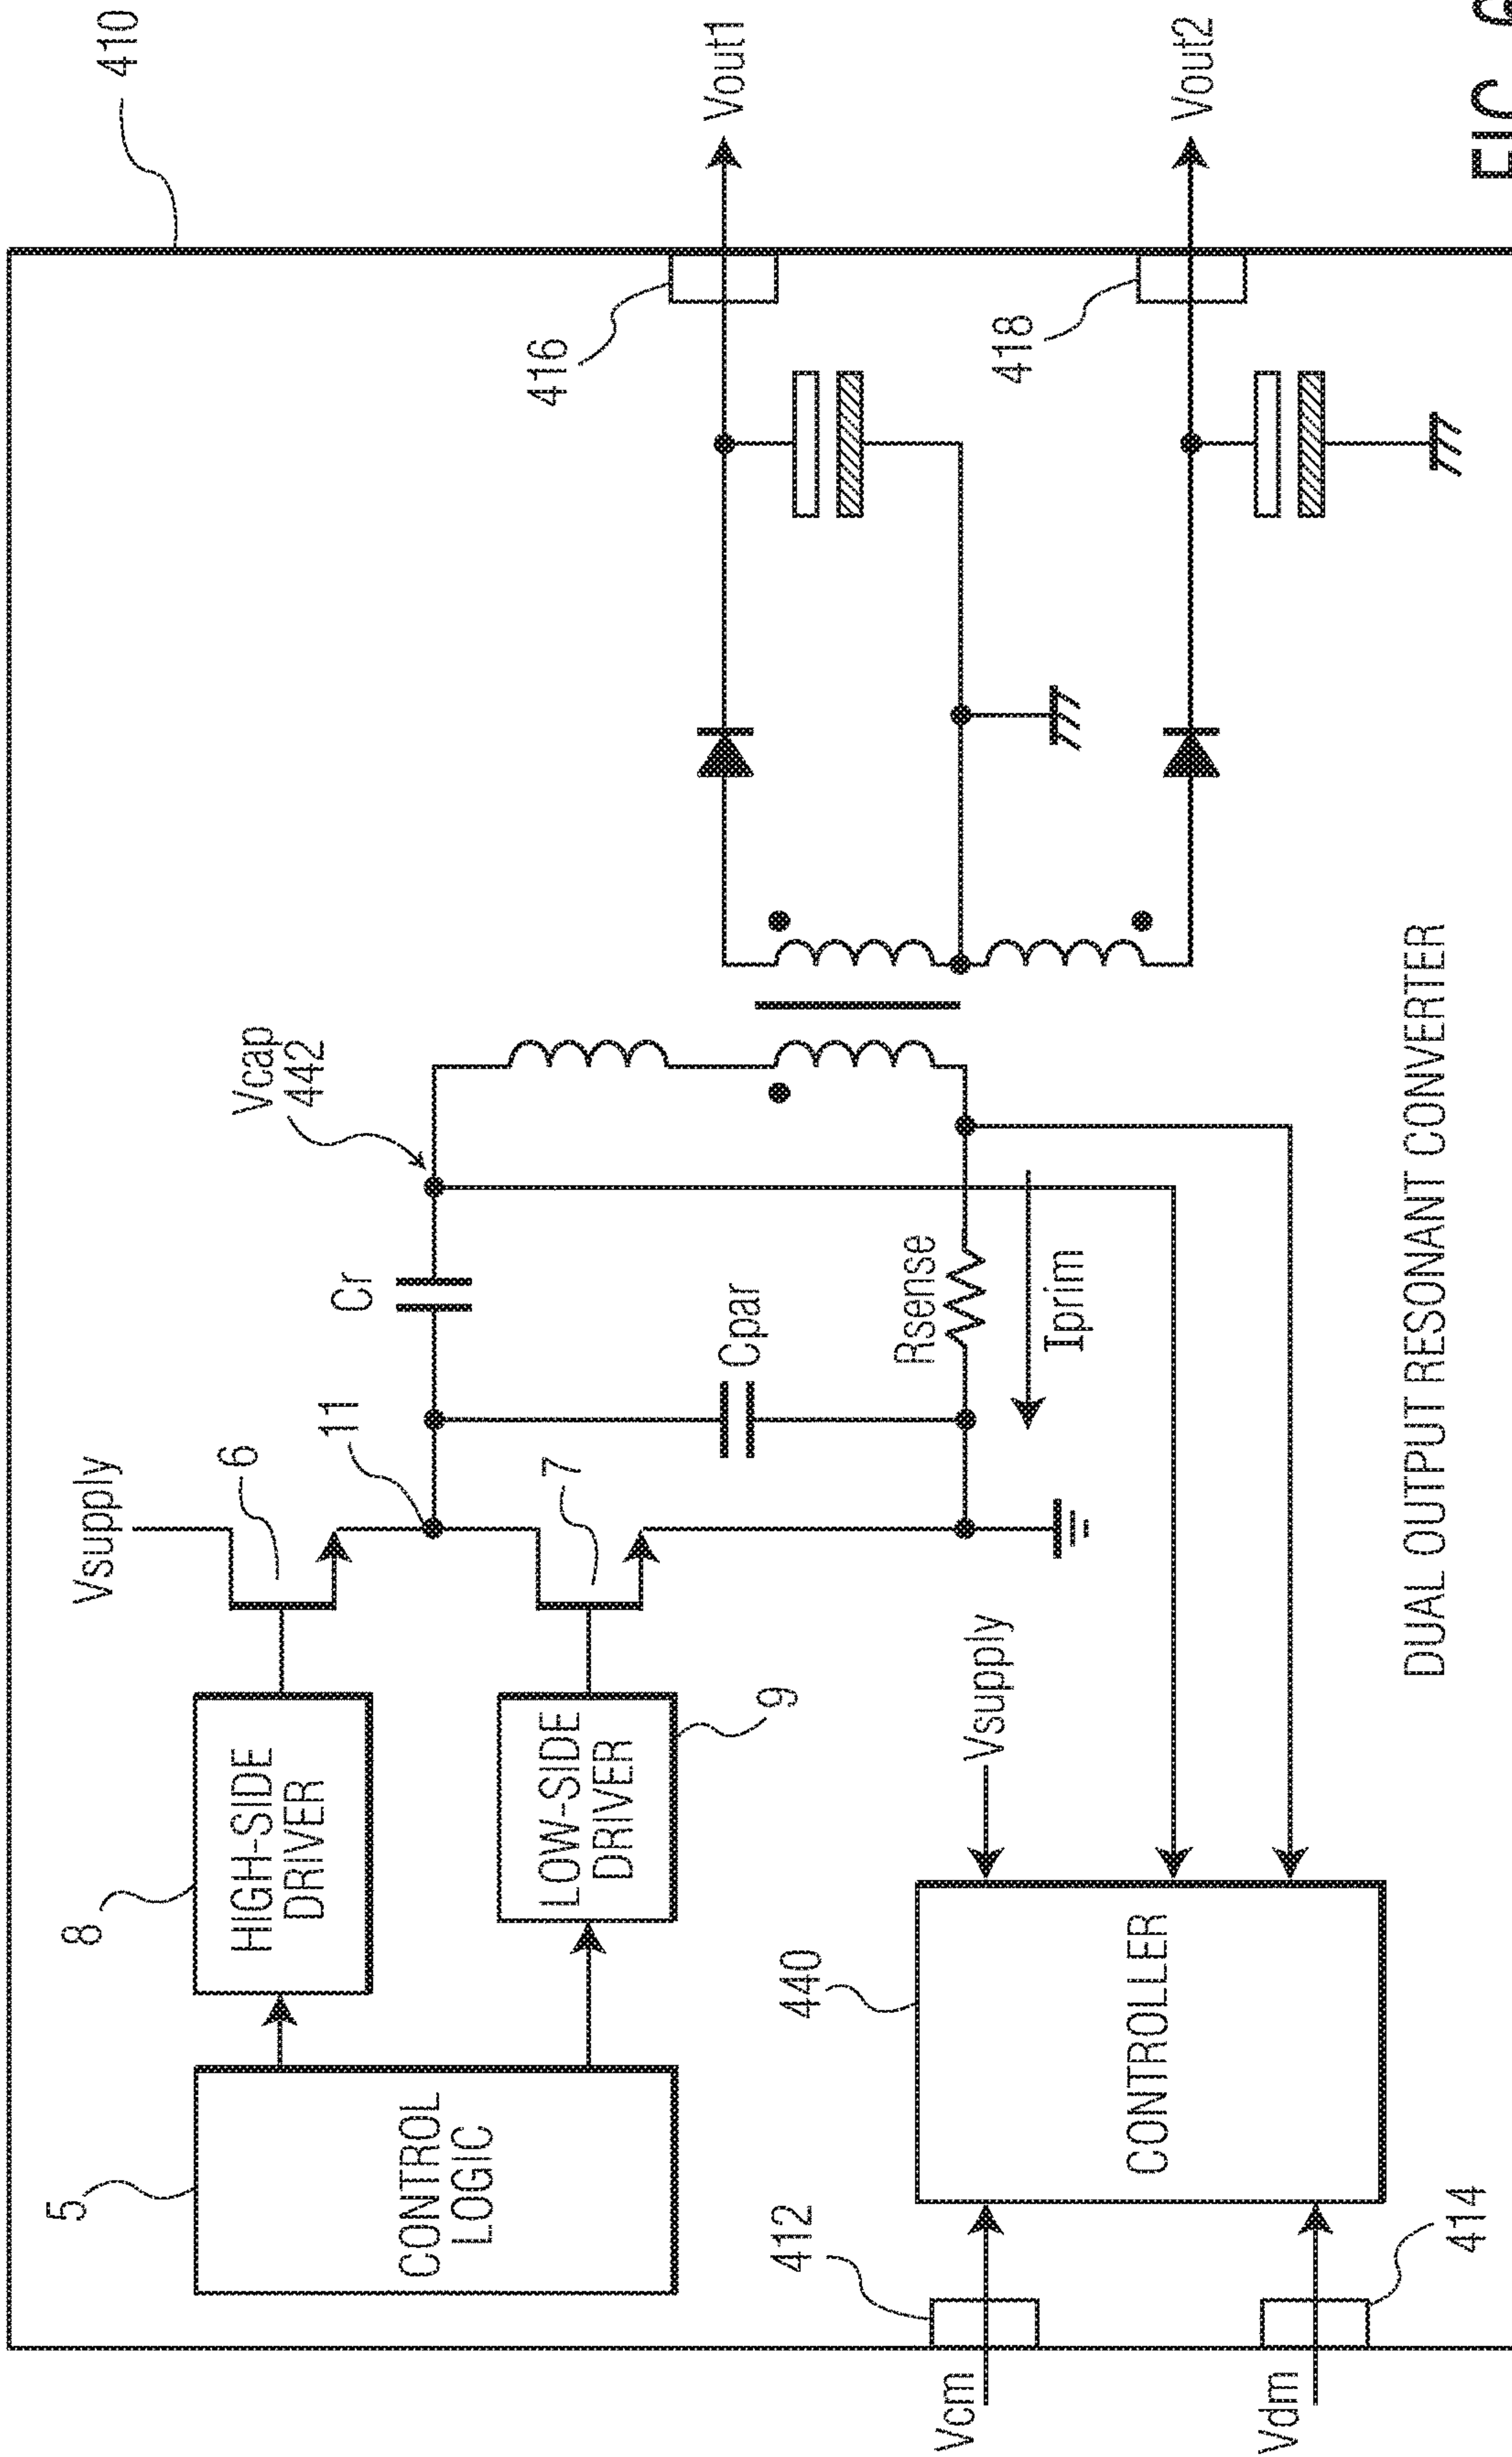 410
Vsupply
6
8
HIGH-SIDE
DRIVER
5
CONTROL
LOGIC
11
7
LOW-SIDE
DRIVER
9
Cr
Vcap
442
Cpar
Rsense
Iprim
416
Vout1
418
Vout2
Vsupply
440
CONTROLLER
412
Vcm
414
Vdm
DUAL OUTPUT RESONANT CONVERTER
FIG.